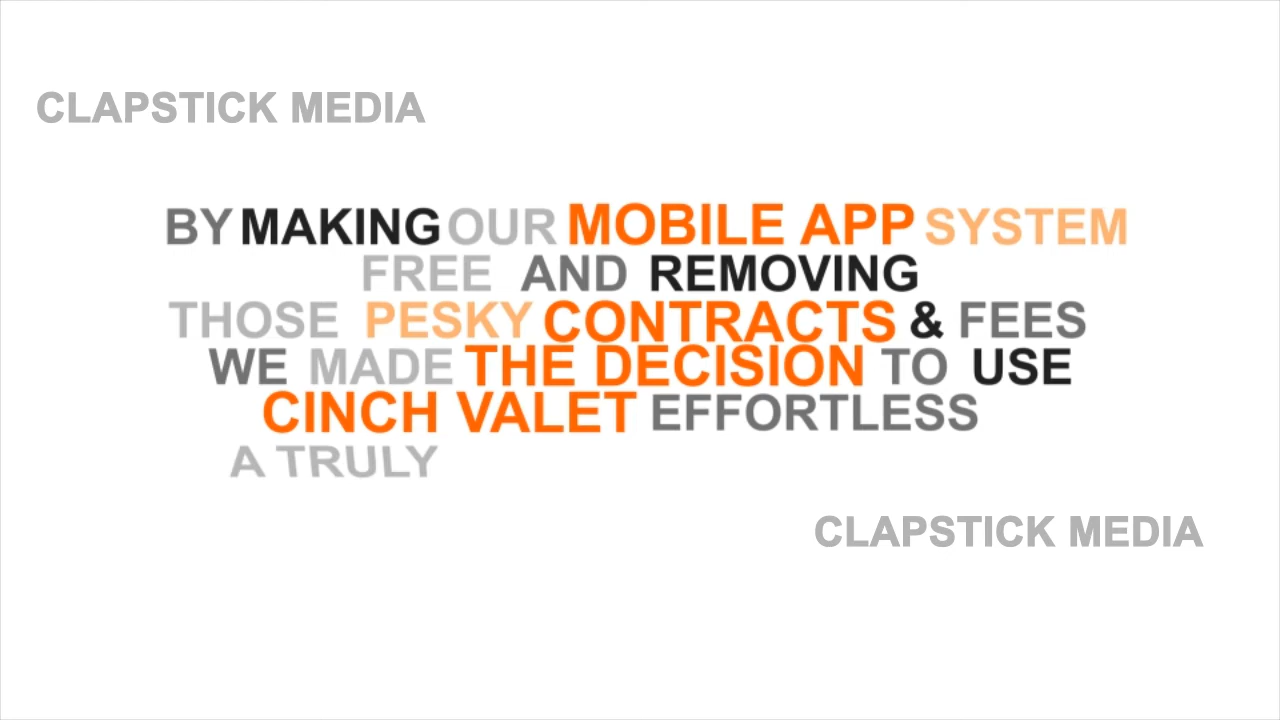 CLAPSTICK MEDIA
BY MAKING OUR MOBILE APP SYSTEM
FREE AND REMOVING
THOSE PESKY CONTRACTS & FEES
WE MADE THE DECISION TO USE
CINCH VALET EFFORTLESS
A TRULY
CLAPSTICK MEDIA